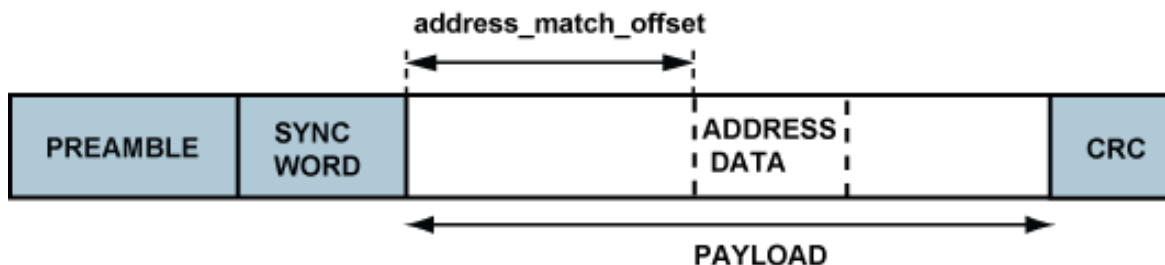 address_match_offset
PREAMBLE
SYNC
WORD
ADDRESS
DATA
CRC
PAYLOAD